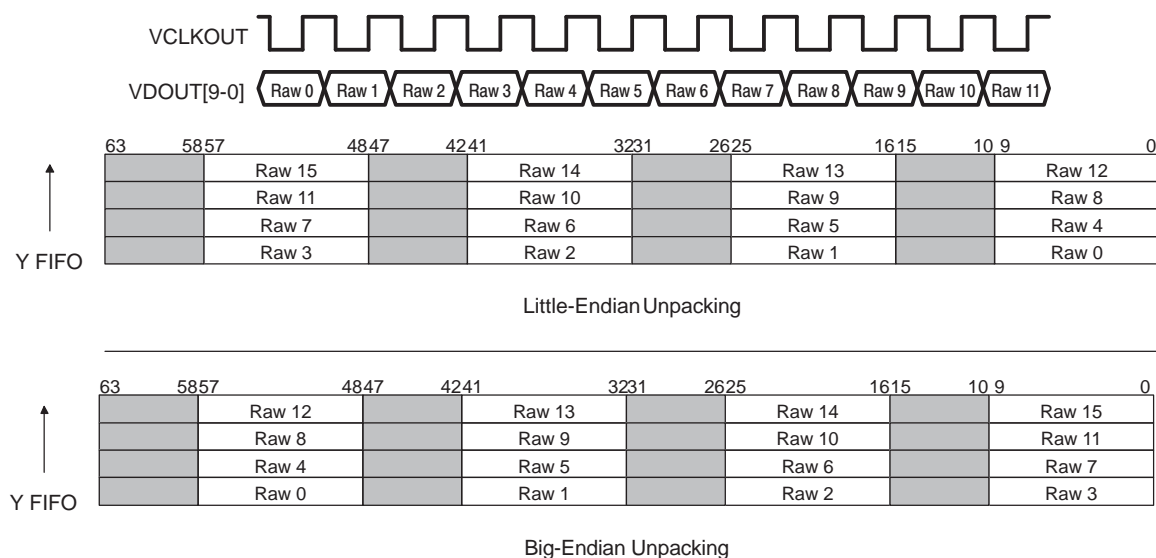 VCLKOUT
VDOUT[9-0] Raw 0 Raw 1 Raw 2 Raw 3 Raw 4 Raw 5 Raw 6 Raw 7 Raw 8 Raw 9 Raw 10 Raw 11
63 58 57 48 47 42 41 32 31 26 25 16 15 10 9 0
Raw 15 Raw 14 Raw 13 Raw 12
Raw 11 Raw 10 Raw 9 Raw 8
Raw 7 Raw 6 Raw 5 Raw 4
Y FIFO Raw 3 Raw 2 Raw 1 Raw 0
Little-Endian Unpacking
63 58 57 48 47 42 41 32 31 26 25 16 15 10 9 0
Raw 12 Raw 13 Raw 14 Raw 15
Raw 8 Raw 9 Raw 10 Raw 11
Raw 4 Raw 5 Raw 6 Raw 7
Y FIFO Raw 0 Raw 1 Raw 2 Raw 3
Big-Endian Unpacking